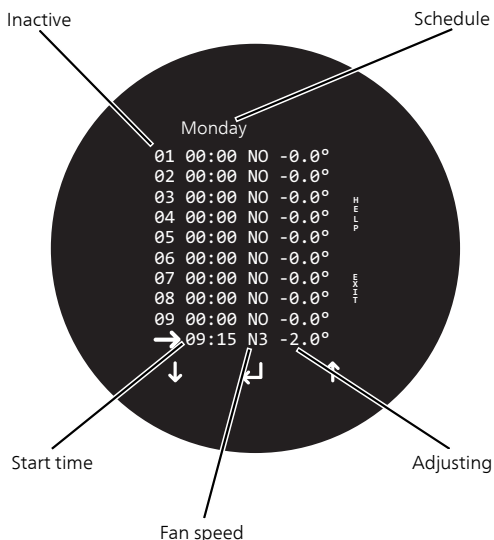 Inactive
Schedule
Monday
01 00:00 NO -0.0°
02 00:00 NO -0.0°
03 00:00 NO -0.0°
04 00:00 NO -0.0°
05 00:00 NO -0.0°
06 00:00 NO -0.0°
07 00:00 NO -0.0°
08 00:00 NO -0.0°
09 00:00 NO -0.0°
09:15 N3 -2.0°
HELP
EXIT
Start time
Adjusting
Fan speed